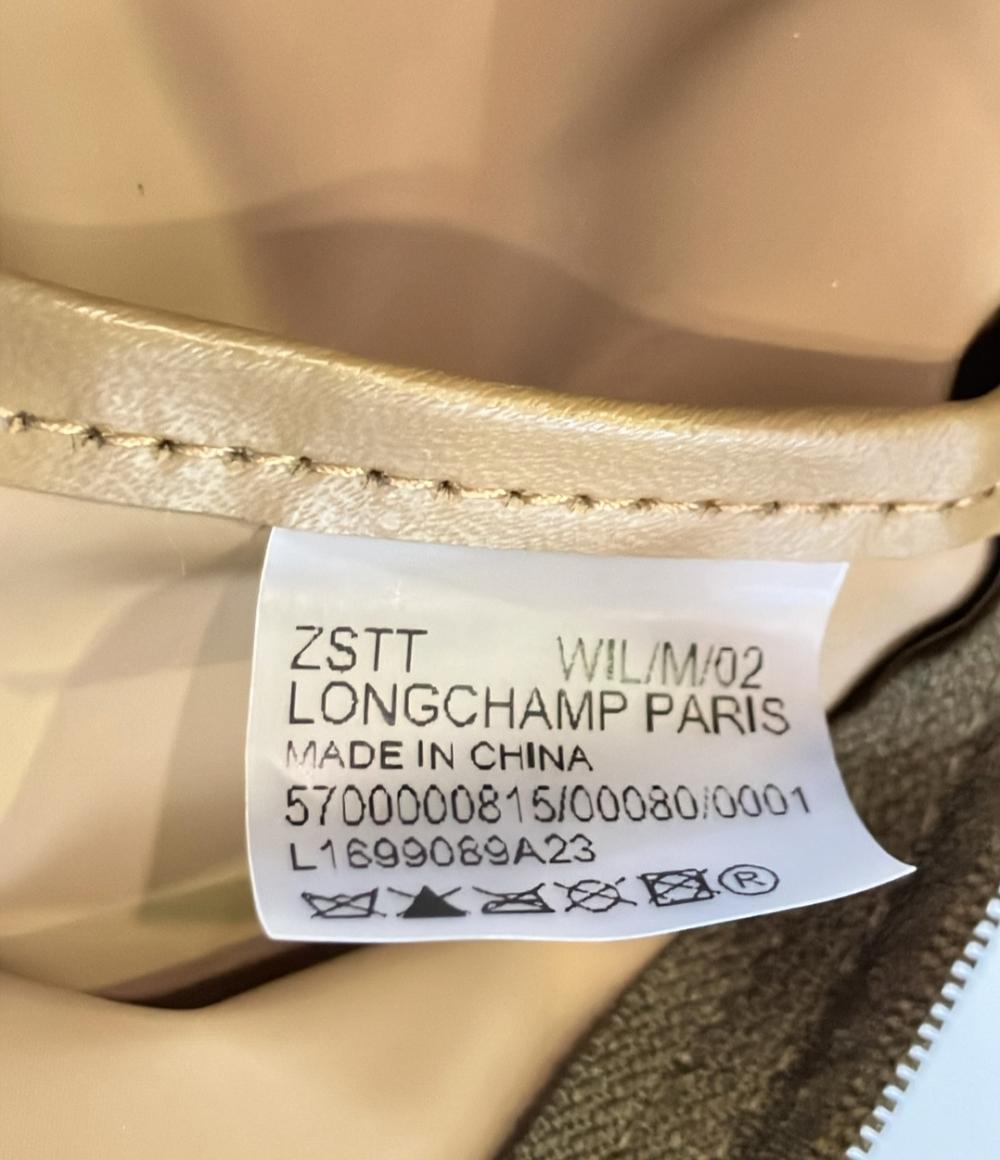 ZSTT WIL/M/02
LONGCHAMP PARIS
MADE IN CHINA
5700000815/00080/0001
L1699089A23
®